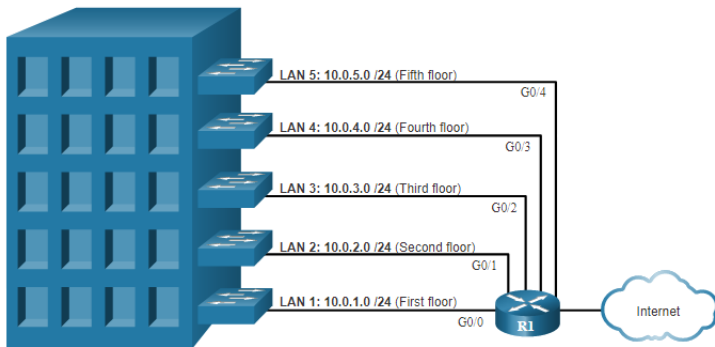 LAN 5: 10.0.5.0 /24 (Fifth floor)
G0/4
LAN 4: 10.0.4.0 /24 (Fourth floor)
G0/3
LAN 3: 10.0.3.0 /24 (Third floor)
G0/2
LAN 2: 10.0.2.0 /24 (Second floor)
G0/1
LAN 1: 10.0.1.0 /24 (First floor)
G0/0
R1
Internet